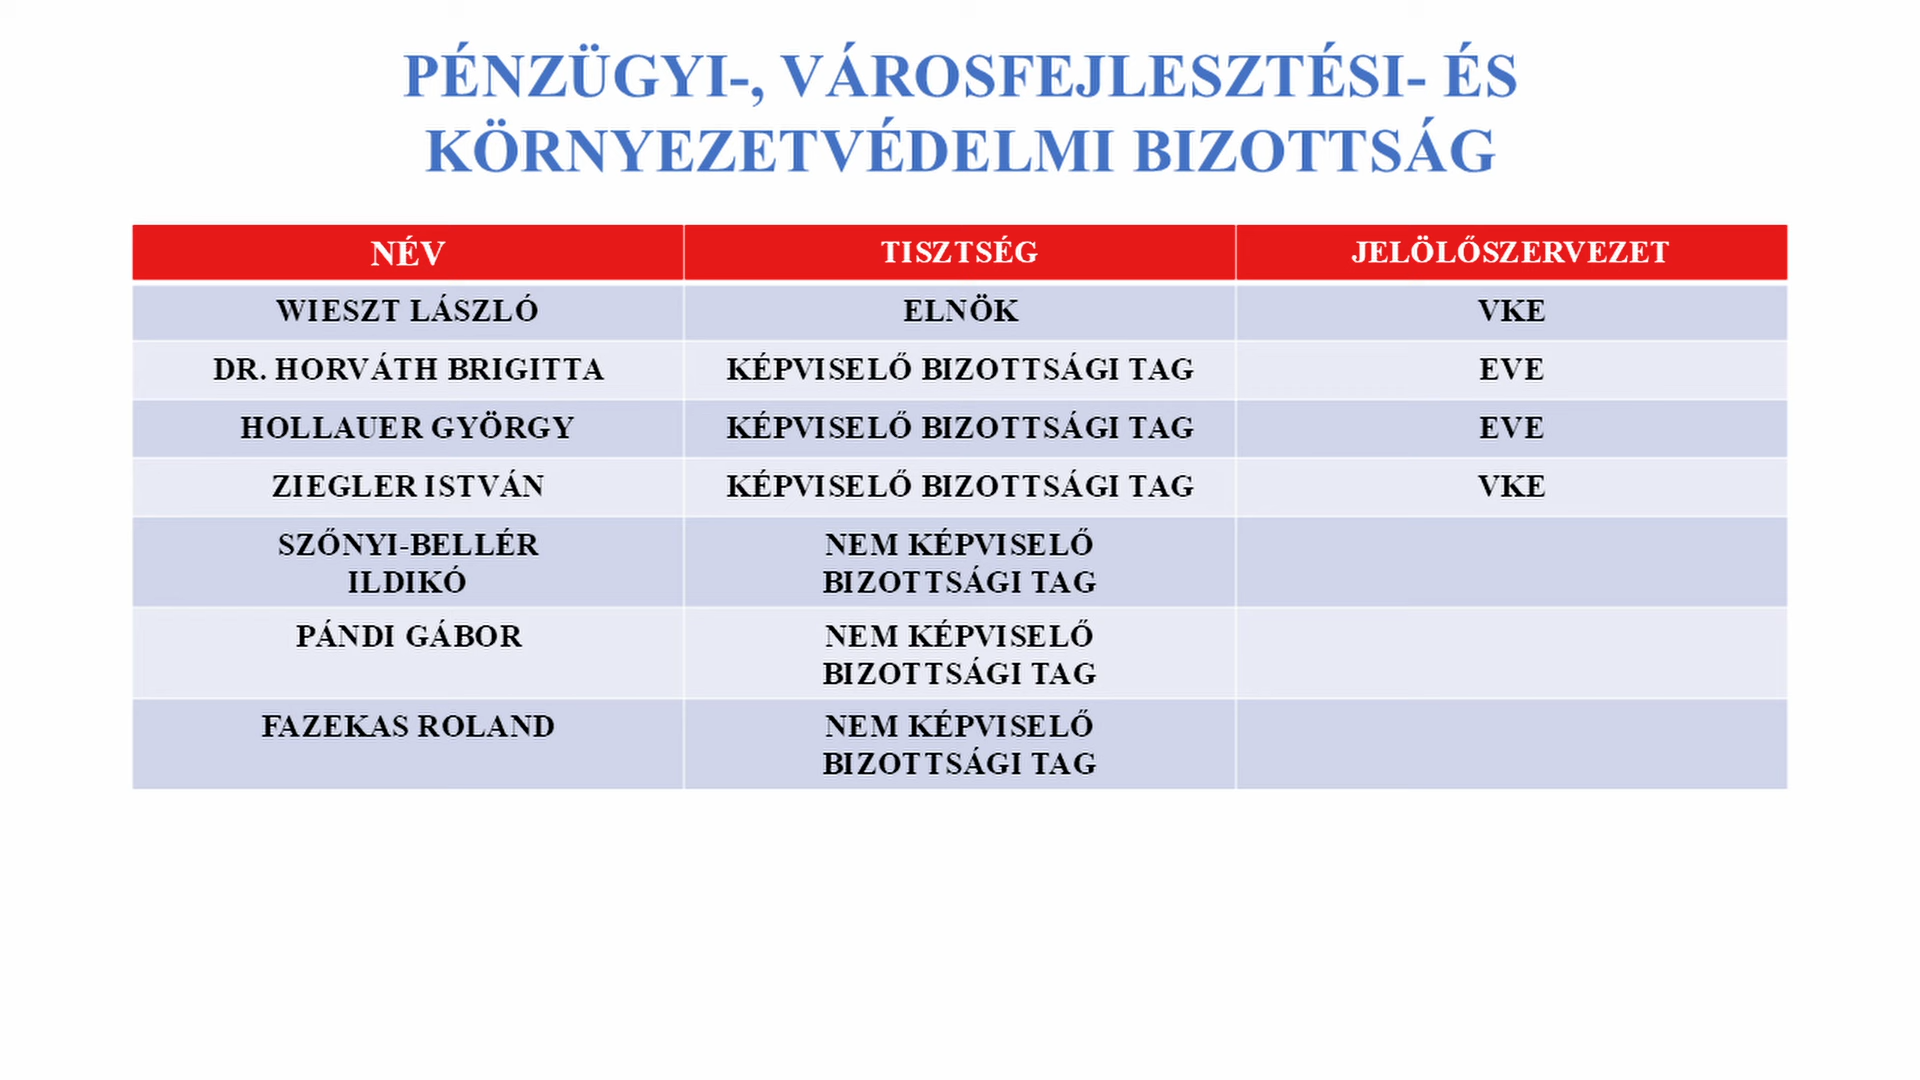 PÉNZÜGYI-, VÁROSFEJLESZTÉSI- ÉS
KÖRNYEZETVÉDELMI BIZOTTSÁG
NÉV TISZTSÉG JELÖLŐSZERVEZET
WIESZT LÁSZLÓ ELNÖK VKE
DR. HORVÁTH BRIGITTA KÉPVISELŐ BIZOTTSÁGI TAG EVE
HOLLAUER GYÖRGY KÉPVISELŐ BIZOTTSÁGI TAG EVE
ZIEGLER ISTVÁN KÉPVISELŐ BIZOTTSÁGI TAG VKE
SZŐNYI-BELLÉR NEM KÉPVISELŐ
ILDIKÓ BIZOTTSÁGI TAG
PÁNDI GÁBOR NEM KÉPVISELŐ
BIZOTTSÁGI TAG
FAZEKAS ROLAND NEM KÉPVISELŐ
BIZOTTSÁGI TAG